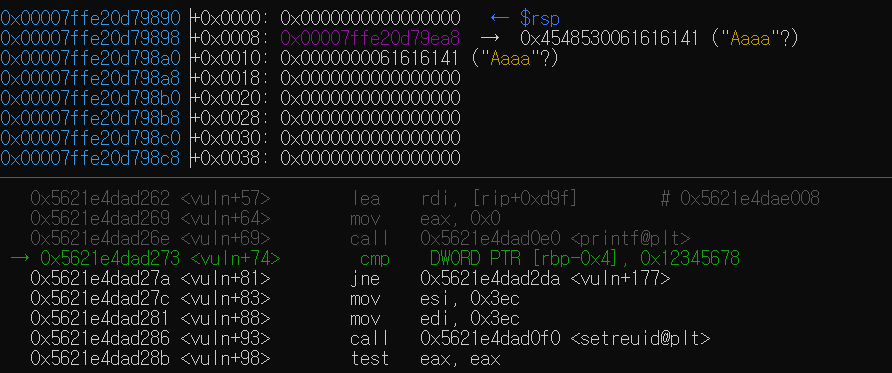 0x00007ffe20d79890│+0x0000: 0x0000000000000000 ← $rsp
0x00007ffe20d79898│+0x0008: 0x00007ffe20d79ea8 → 0x4548530061616141 ("Aaaa"?)
0x00007ffe20d798a0│+0x0010: 0x0000000061616141 ("Aaaa"?)
0x00007ffe20d798a8│+0x0018: 0x0000000000000000
0x00007ffe20d798b0│+0x0020: 0x0000000000000000
0x00007ffe20d798b8│+0x0028: 0x0000000000000000
0x00007ffe20d798c0│+0x0030: 0x0000000000000000
0x00007ffe20d798c8│+0x0038: 0x0000000000000000
0x5621e4dad262 <vuln+57> lea rdi, [rip+0xd9f] # 0x5621e4dae008
0x5621e4dad269 <vuln+64> mov eax, 0x0
0x5621e4dad26e <vuln+69> call 0x5621e4dad0e0 <printf@plt>
→ 0x5621e4dad273 <vuln+74> cmp DWORD PTR [rbp-0x4], 0x12345678
0x5621e4dad27a <vuln+81> jne 0x5621e4dad2da <vuln+177>
0x5621e4dad27c <vuln+83> mov esi, 0x3ec
0x5621e4dad281 <vuln+88> mov edi, 0x3ec
0x5621e4dad286 <vuln+93> call 0x5621e4dad0f0 <setreuid@plt>
0x5621e4dad28b <vuln+98> test eax, eax